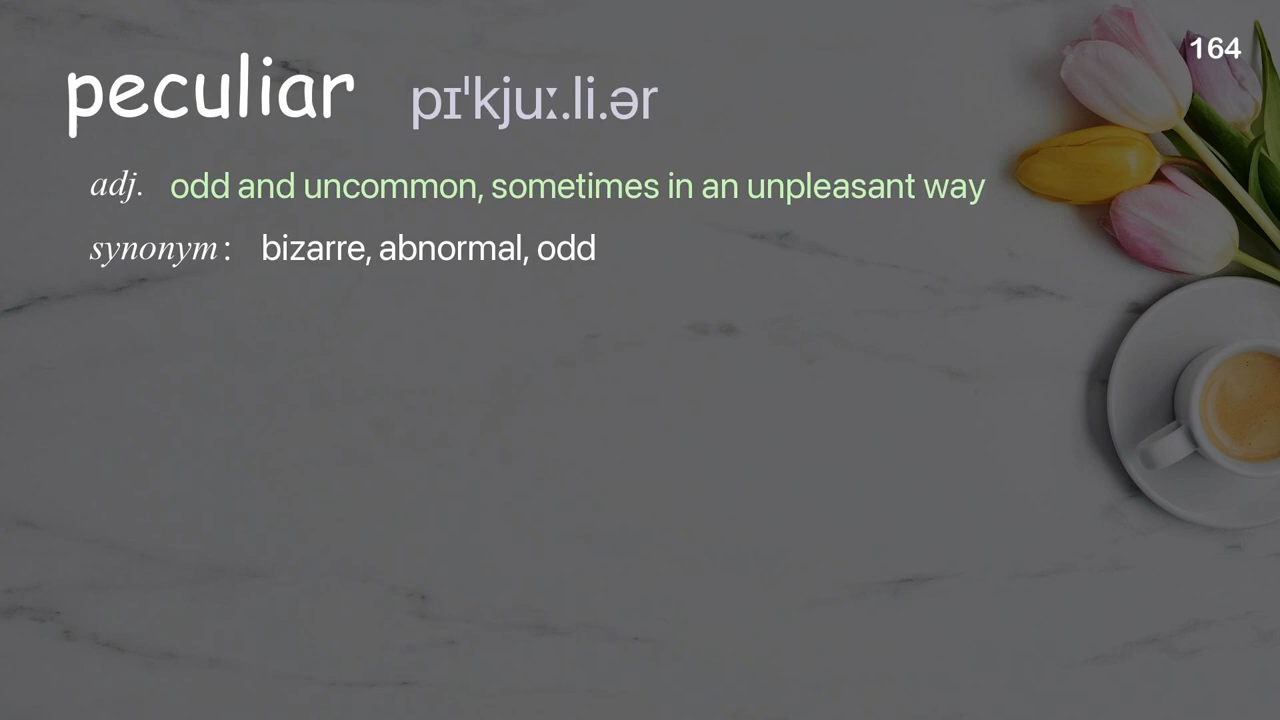 164
peculiar pɪˈkjuː.li.ər
adj. odd and uncommon, sometimes in an unpleasant way
synonym: bizarre, abnormal, odd